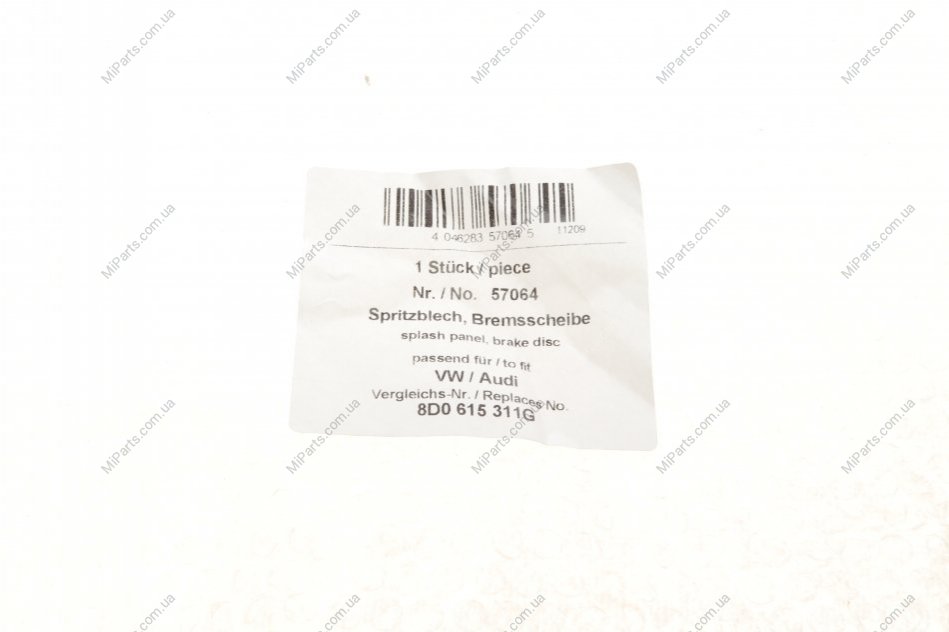 4 046283 57064 5 11209
1 Stück / piece
Nr. / No. 57064
Spritzblech, Bremsscheibe
splash panel, brake disc
passend für / to fit
VW / Audi
Vergleichs-Nr. / Replaces No.
8D0 615 311G
MiParts.com.ua